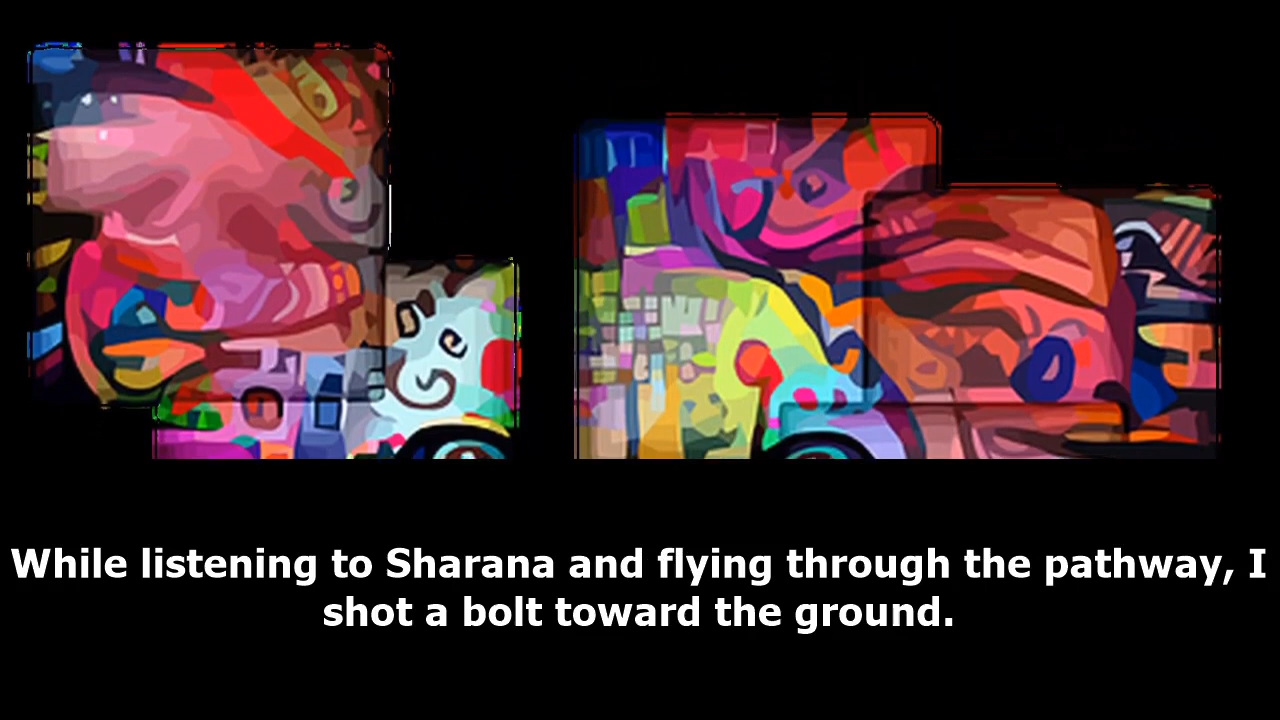 While listening to Sharana and flying through the pathway, I
shot a bolt toward the ground.